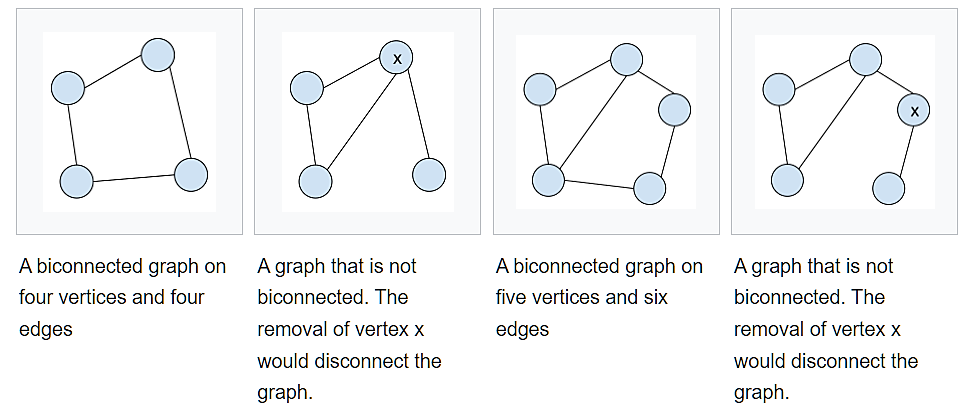 x
x
A biconnected graph on
four vertices and four
edges
A graph that is not
biconnected. The
removal of vertex x
would disconnect the
graph.
A biconnected graph on
five vertices and six
edges
A graph that is not
biconnected. The
removal of vertex x
would disconnect the
graph.